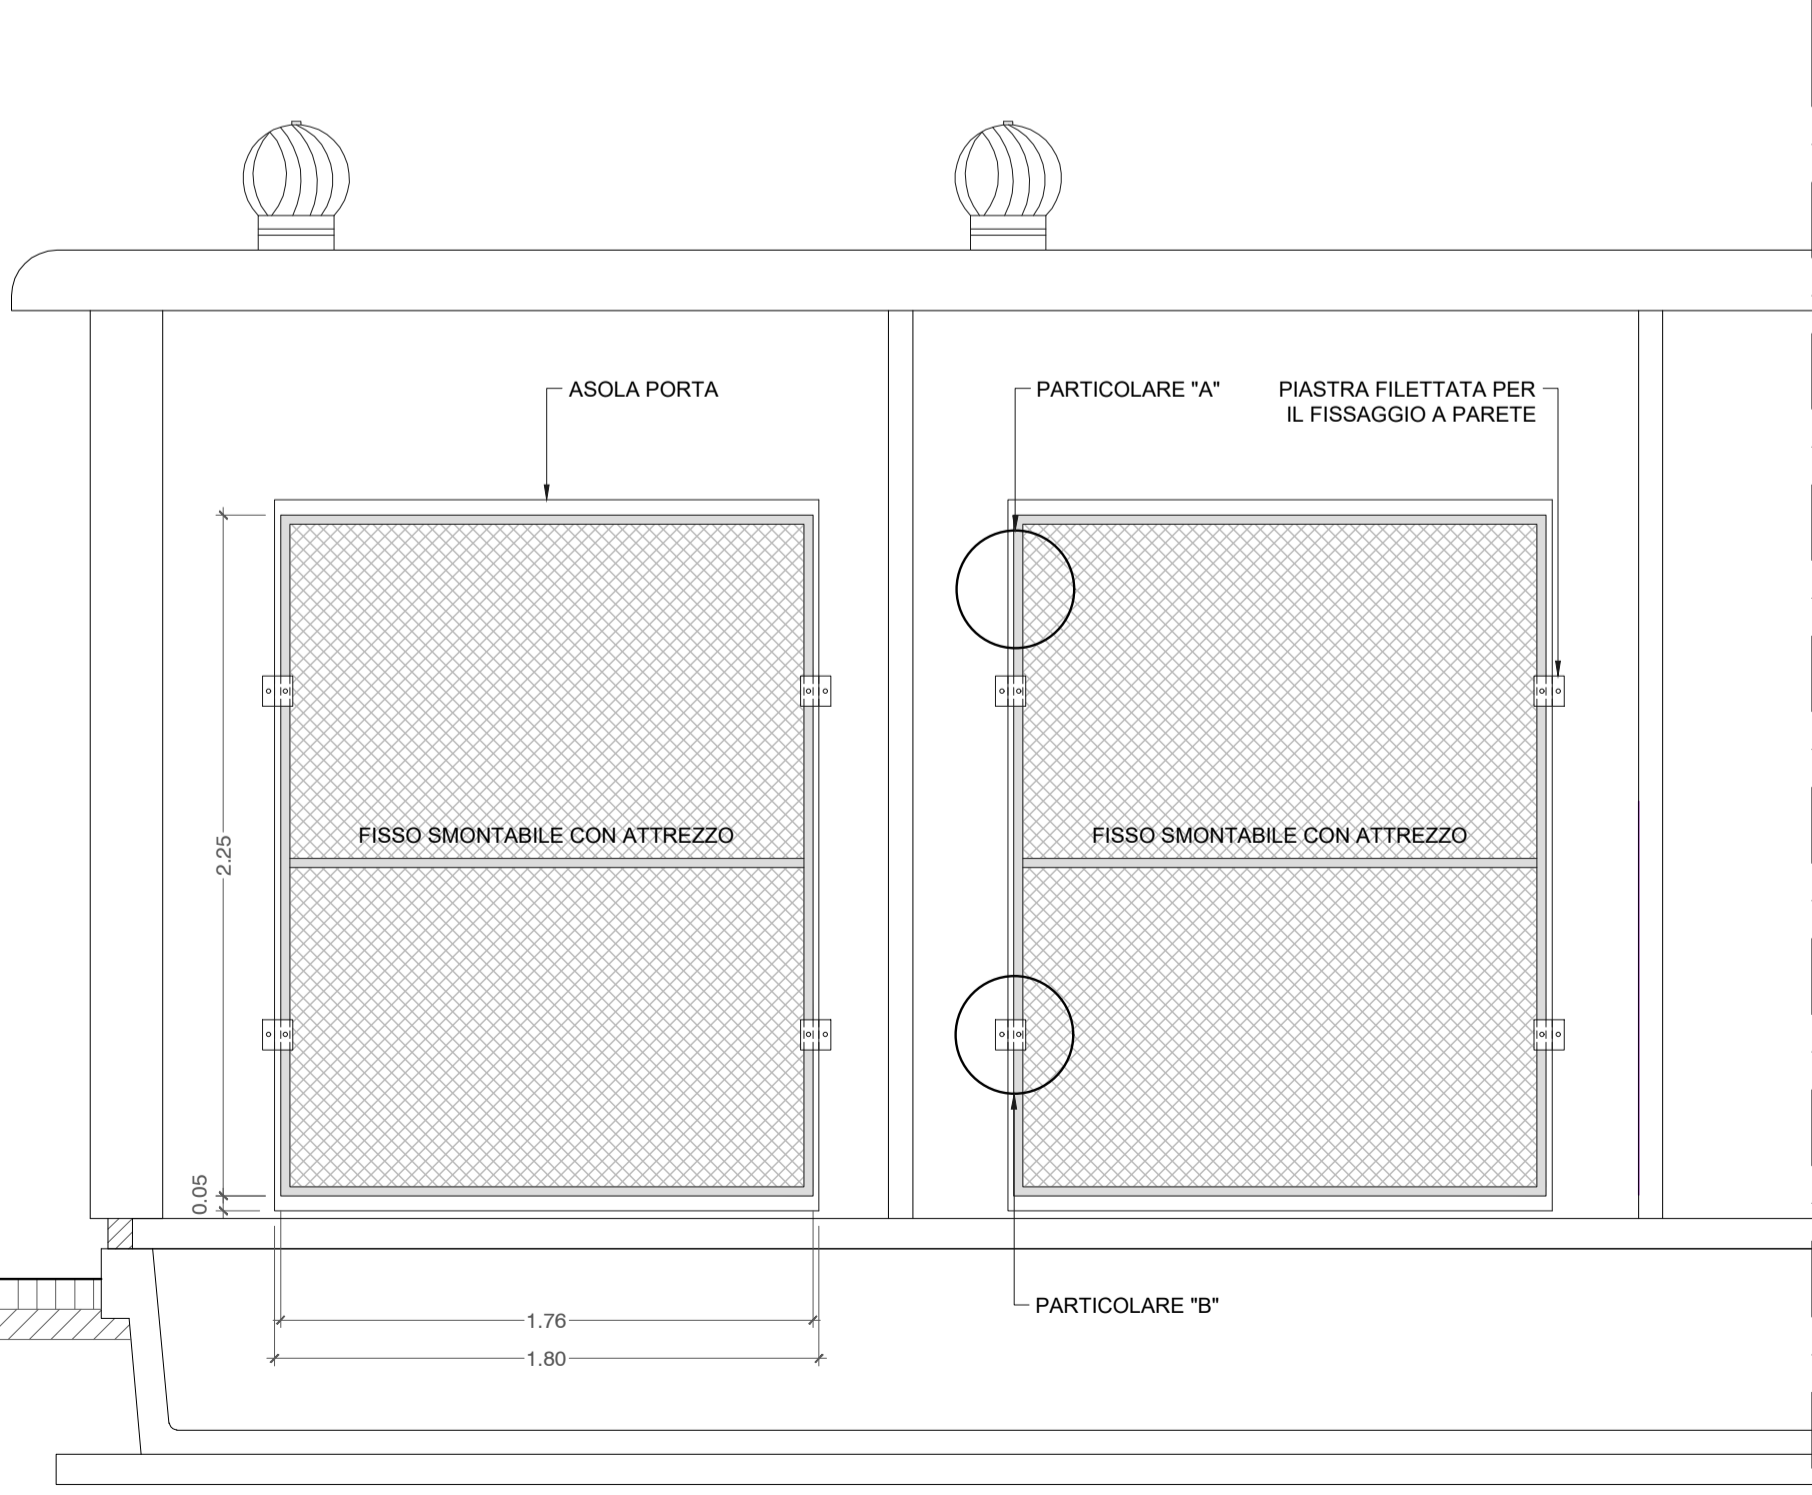 ASOLA PORTA
PARTICOLARE "A"
PIASTRA FILETTATA PER
IL FISSAGGIO A PARETE
2.25
FISSO SMONTABILE CON ATTREZZO
FISSO SMONTABILE CON ATTREZZO
0.05
PARTICOLARE "B"
1.76
1.80